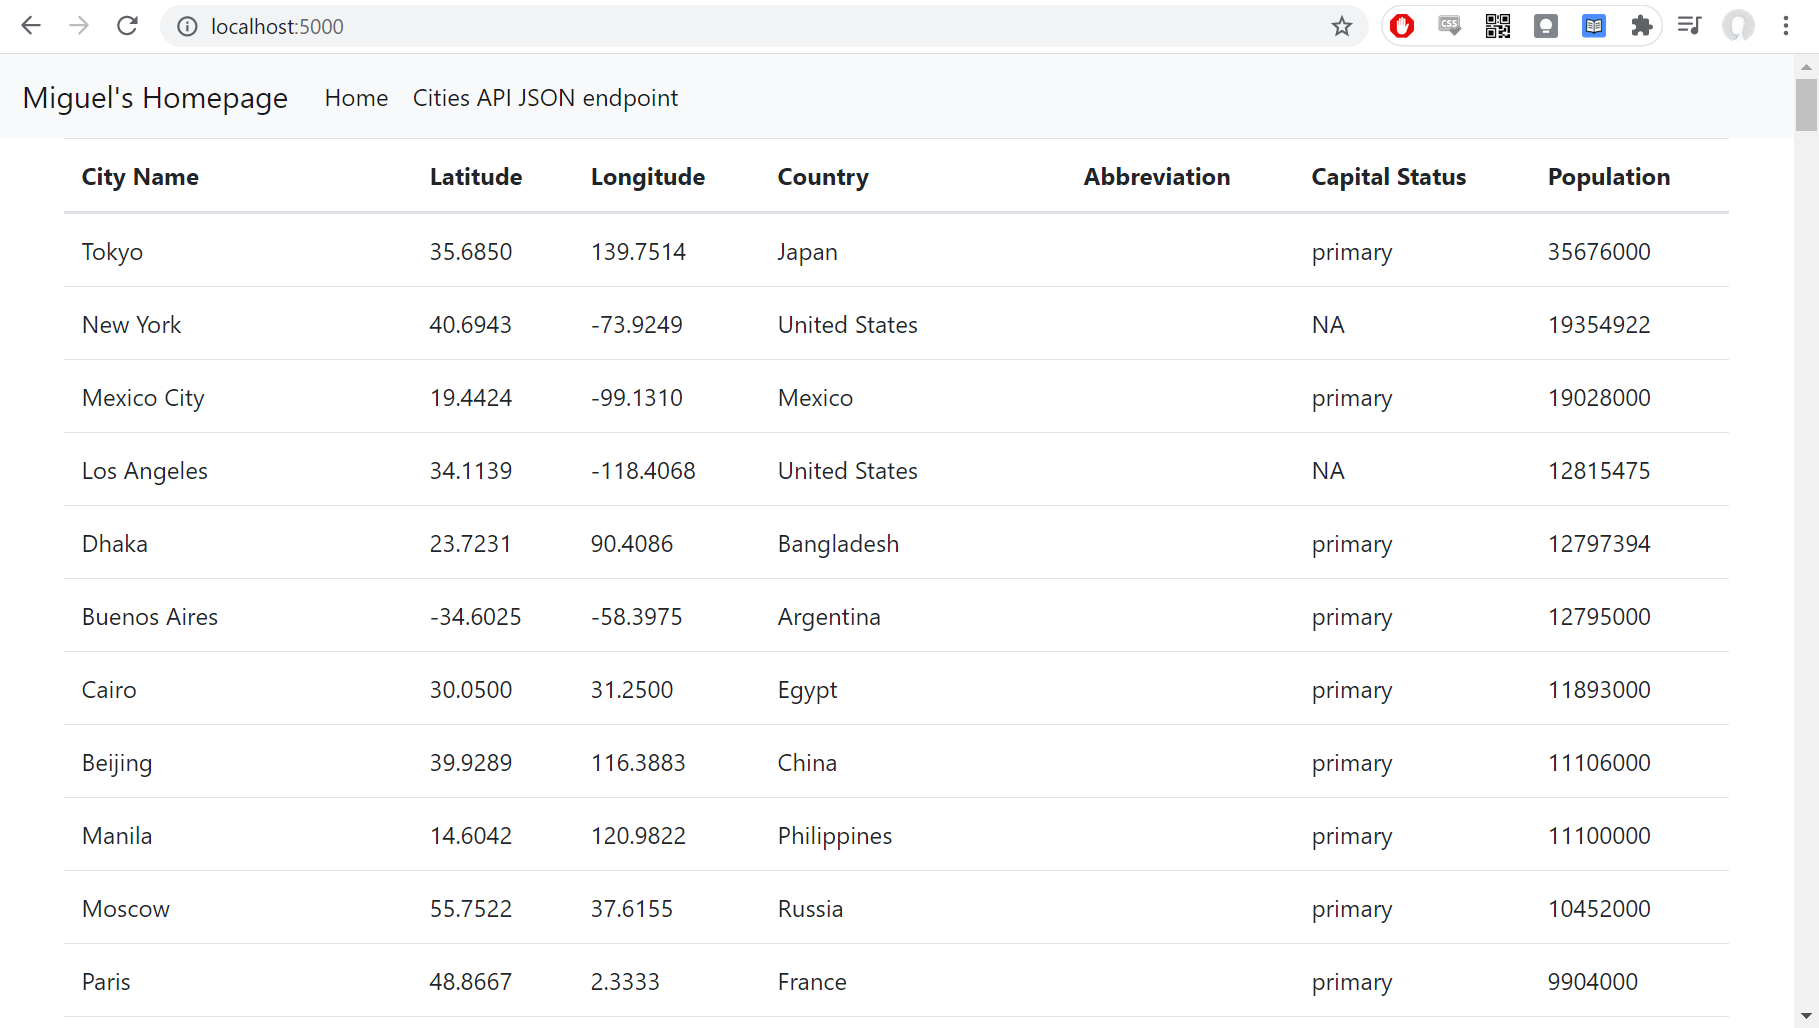 localhost:5000
CSS
Miguel's Homepage Home Cities API JSON endpoint
City Name Latitude Longitude Country Abbreviation Capital Status Population
Tokyo 35.6850 139.7514 Japan primary 35676000
New York 40.6943 -73.9249 United States NA 19354922
Mexico City 19.4424 -99.1310 Mexico primary 19028000
Los Angeles 34.1139 -118.4068 United States NA 12815475
Dhaka 23.7231 90.4086 Bangladesh primary 12797394
Buenos Aires -34.6025 -58.3975 Argentina primary 12795000
Cairo 30.0500 31.2500 Egypt primary 11893000
Beijing 39.9289 116.3883 China primary 11106000
Manila 14.6042 120.9822 Philippines primary 11100000
Moscow 55.7522 37.6155 Russia primary 10452000
Paris 48.8667 2.3333 France primary 9904000